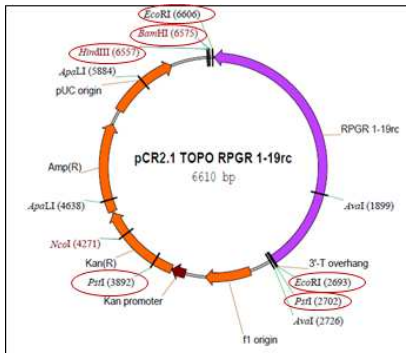 EcoRI (6606)
BamHI (6575)
HindIII (6557)
ApaLI (5884)
pUC origin
RPGR 1-19rc
pCR2.1 TOPO RPGR 1-19rc
6610 bp
Amp(R)
AvaI (1899)
ApaLI (4638)
NcoI (4271)
3'-T overhang
Kan(R)
EcoRI (2693)
PstI (3892)
PstI (2702)
Kan promoter
AvaI (2726)
f1 origin